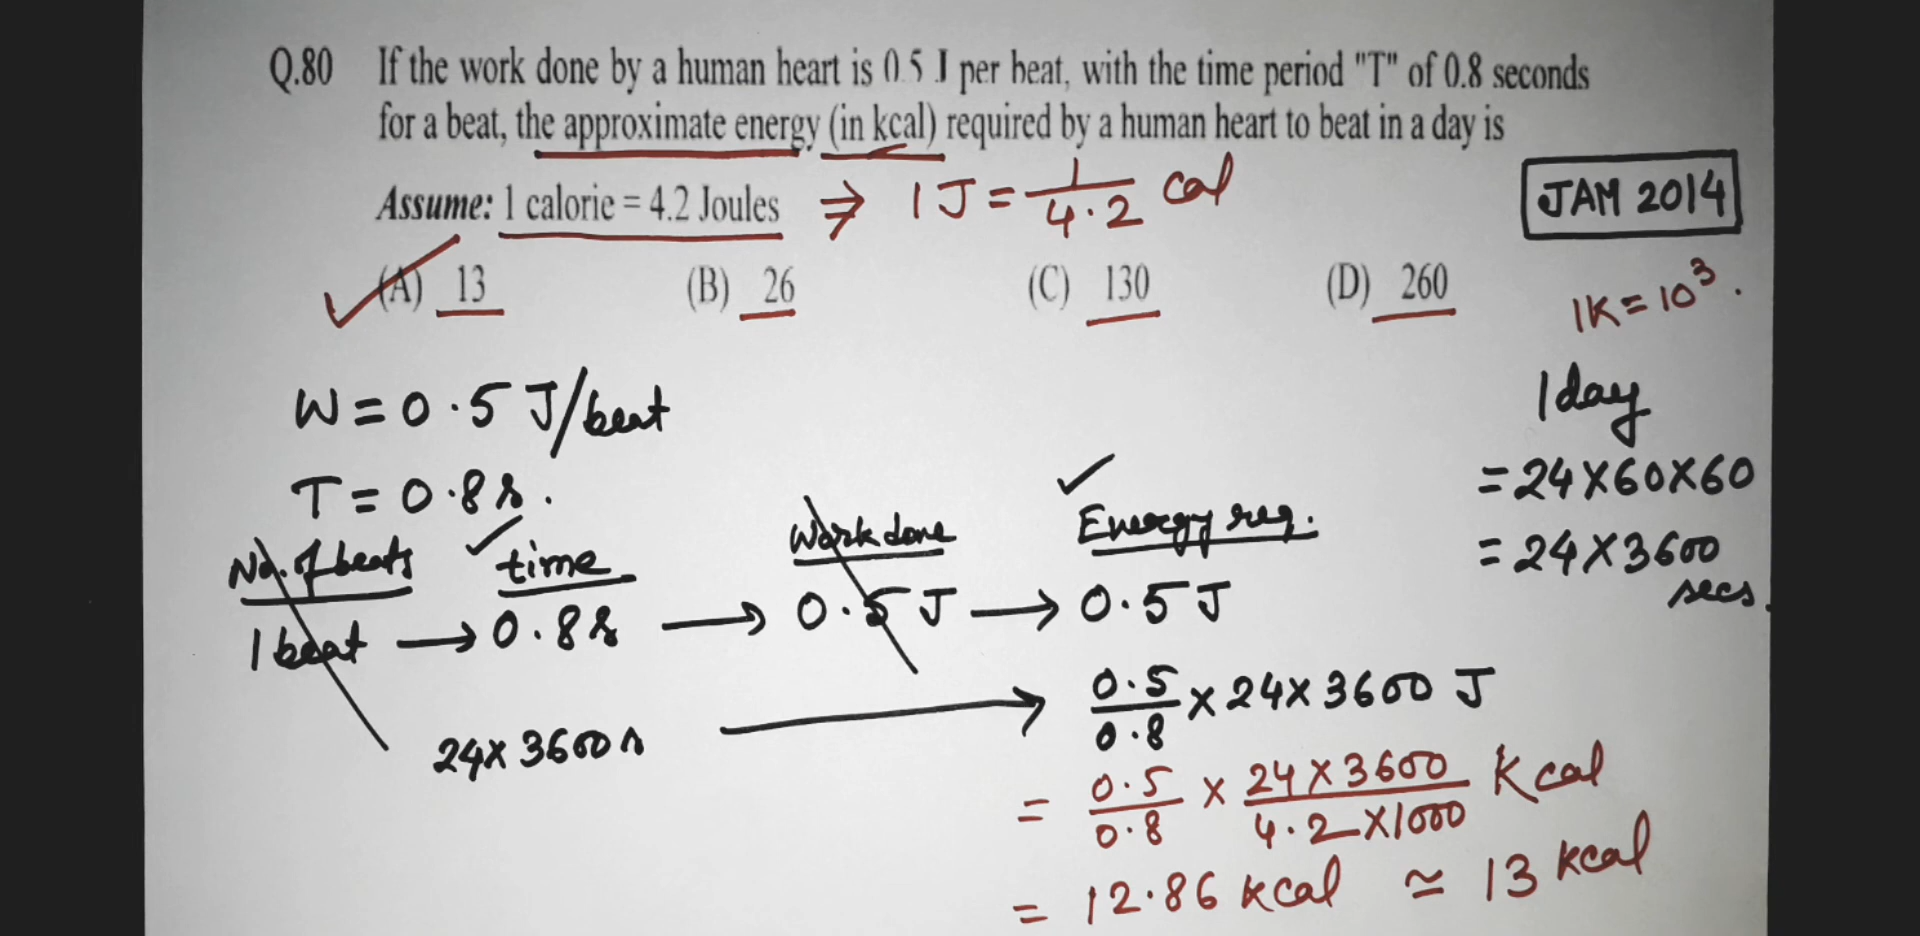 Q.80 If the work done by a human heart is 0.5 J per beat, with the time period "T" of 0.8 seconds
for a beat, the approximate energy (in kcal) required by a human heart to beat in a day is
Assume: 1 calorie = 4.2 Joules ⇒ 1 J = 1/4.2 cal
JAM 2014
(A) 13 (B) 26 (C) 130 (D) 260
1K = 10³.
W = 0.5 J/beat
T = 0.8 s.
1 day
= 24 X 60 X 60
= 24 X 3600
secs.
No. of beats ✓ time Work done ✓ Energy req.
1 beat → 0.8 s → 0.5 J → 0.5 J
24 x 3600 s → 0.5/0.8 x 24 x 3600 J
= 0.5/0.8 x 24 X 3600/4.2 X 1000 Kcal
= 12.86 kcal ≃ 13 kcal